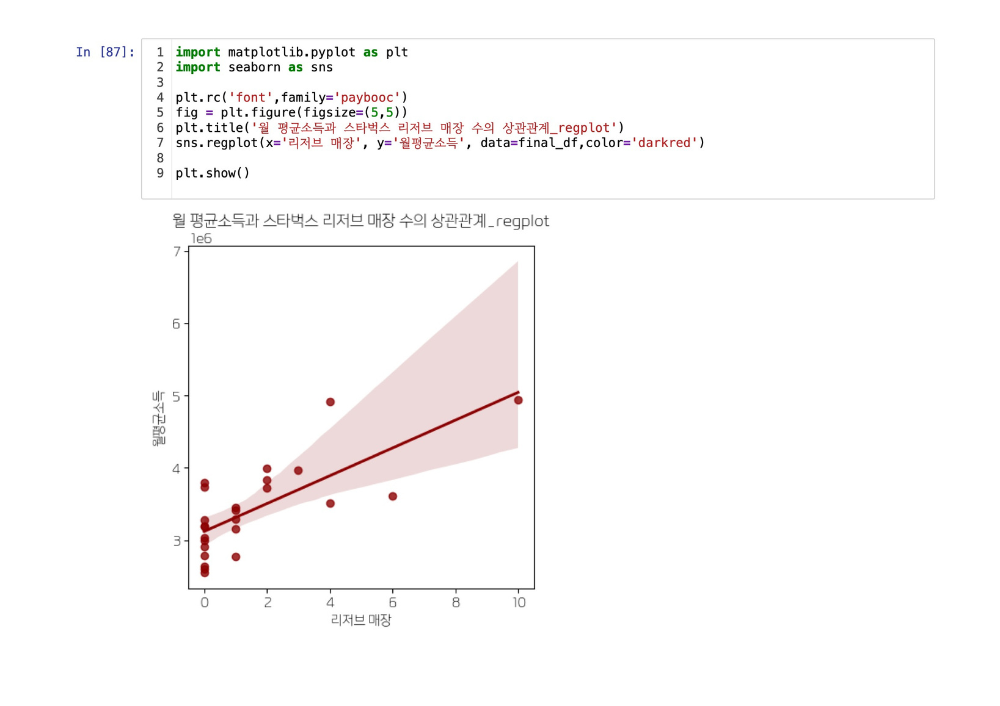 In [87]:
1 import matplotlib.pyplot as plt
2 import seaborn as sns
3
4 plt.rc('font',family='paybooc')
5 fig = plt.figure(figsize=(5,5))
6 plt.title('월 평균소득과 스타벅스 리저브 매장 수의 상관관계_regplot')
7 sns.regplot(x='리저브 매장', y='월평균소득', data=final_df,color='darkred')
8
9 plt.show()
월 평균소득과 스타벅스 리저브 매장 수의 상관관계_regplot
1e6
7
6
5
4
3
월평균소득
0 2 4 6 8 10
리저브 매장